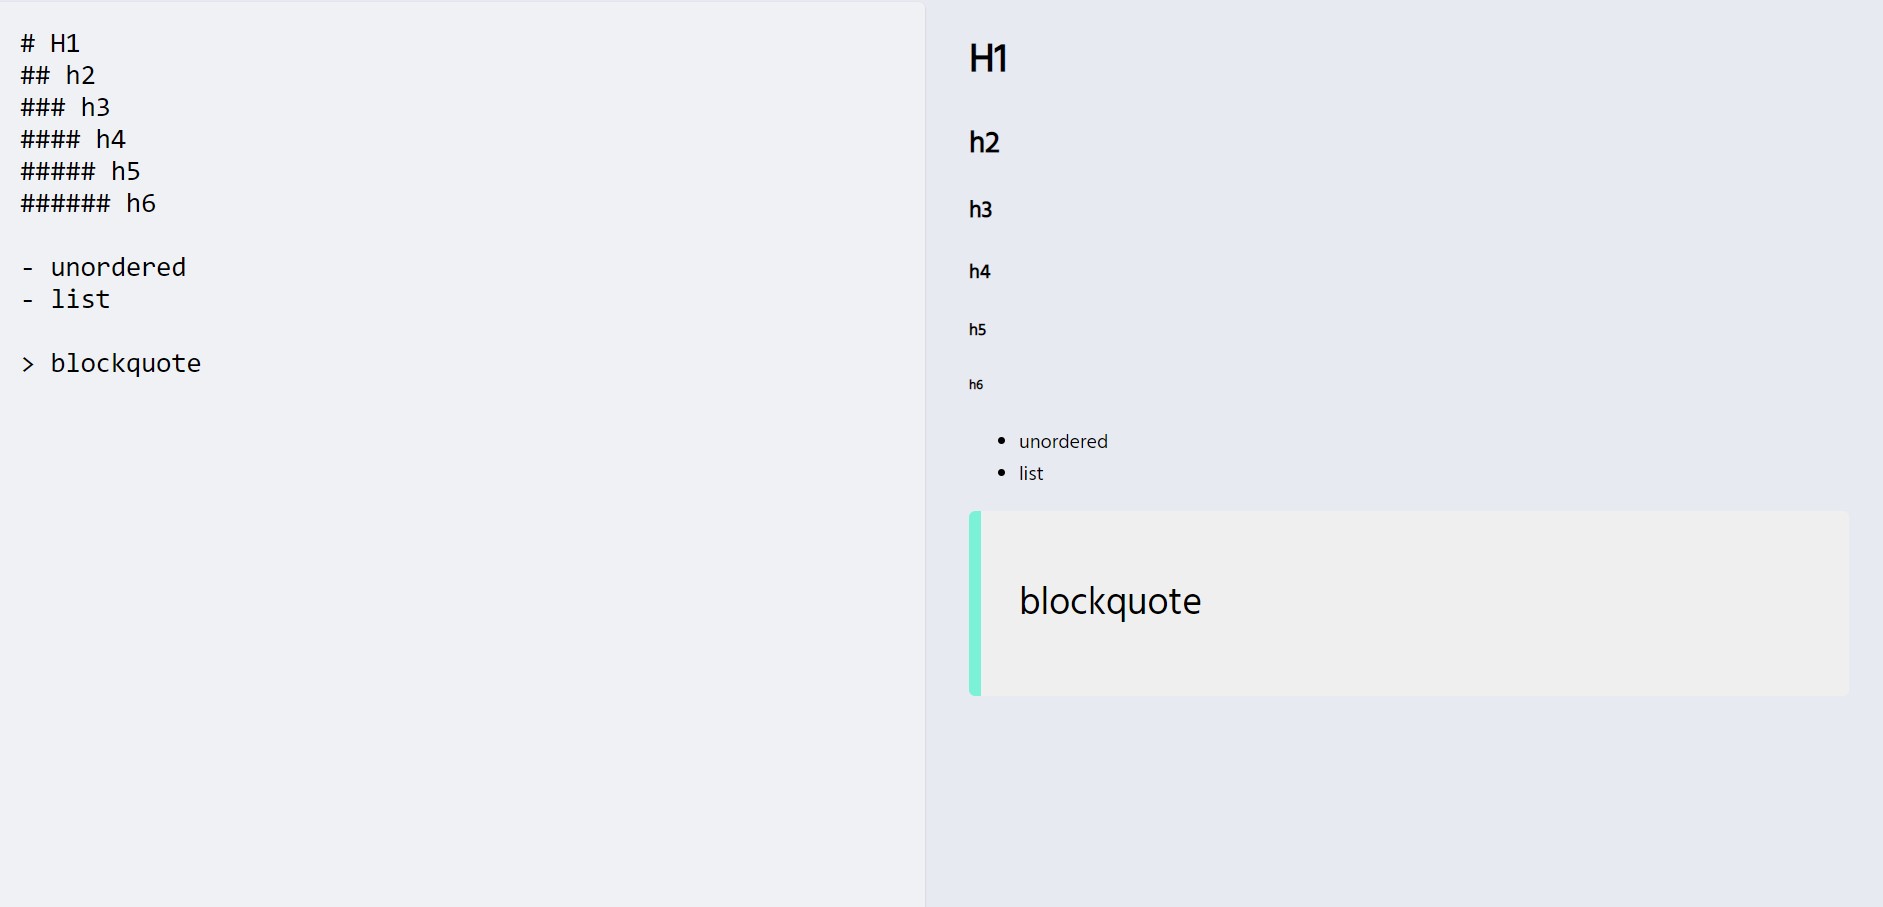 # H1
## h2
### h3
#### h4
##### h5
###### h6
- unordered
- list
> blockquote
H1
h2
h3
h4
h5
h6
• unordered
• list
blockquote